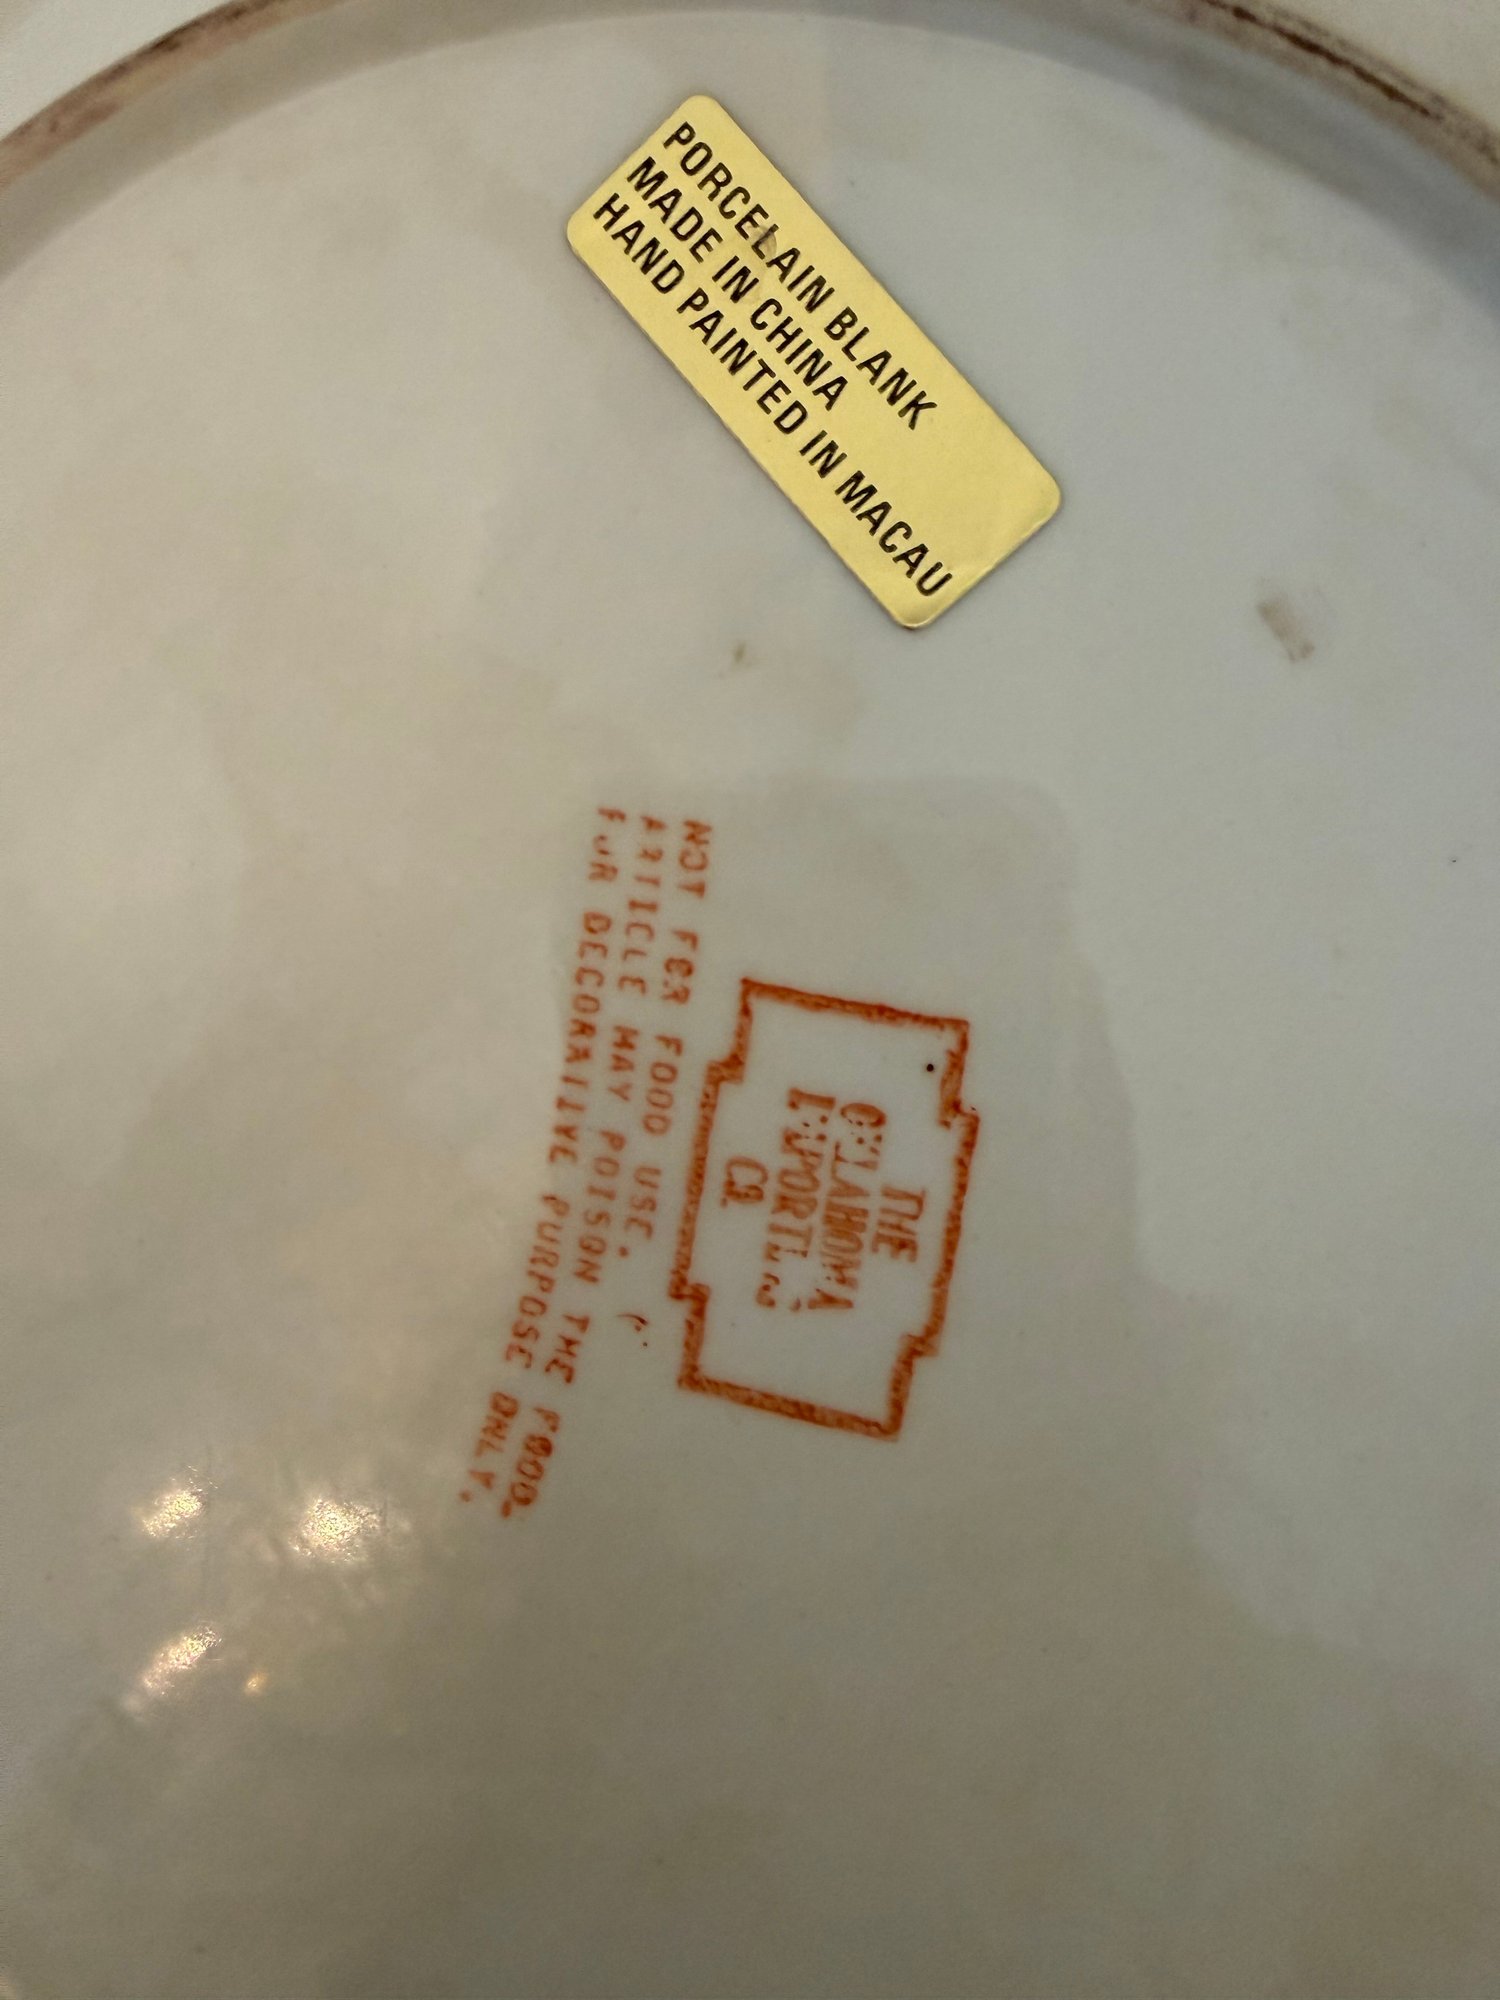 PORCELAIN BLANK
MADE IN CHINA
HAND PAINTED IN MACAU
THE
OKLAHOMA
IMPORTING
CO.
NOT FOR FOOD USE.
ARTICLE MAY POISON THE FOOD.
FOR DECORATIVE PURPOSE ONLY.